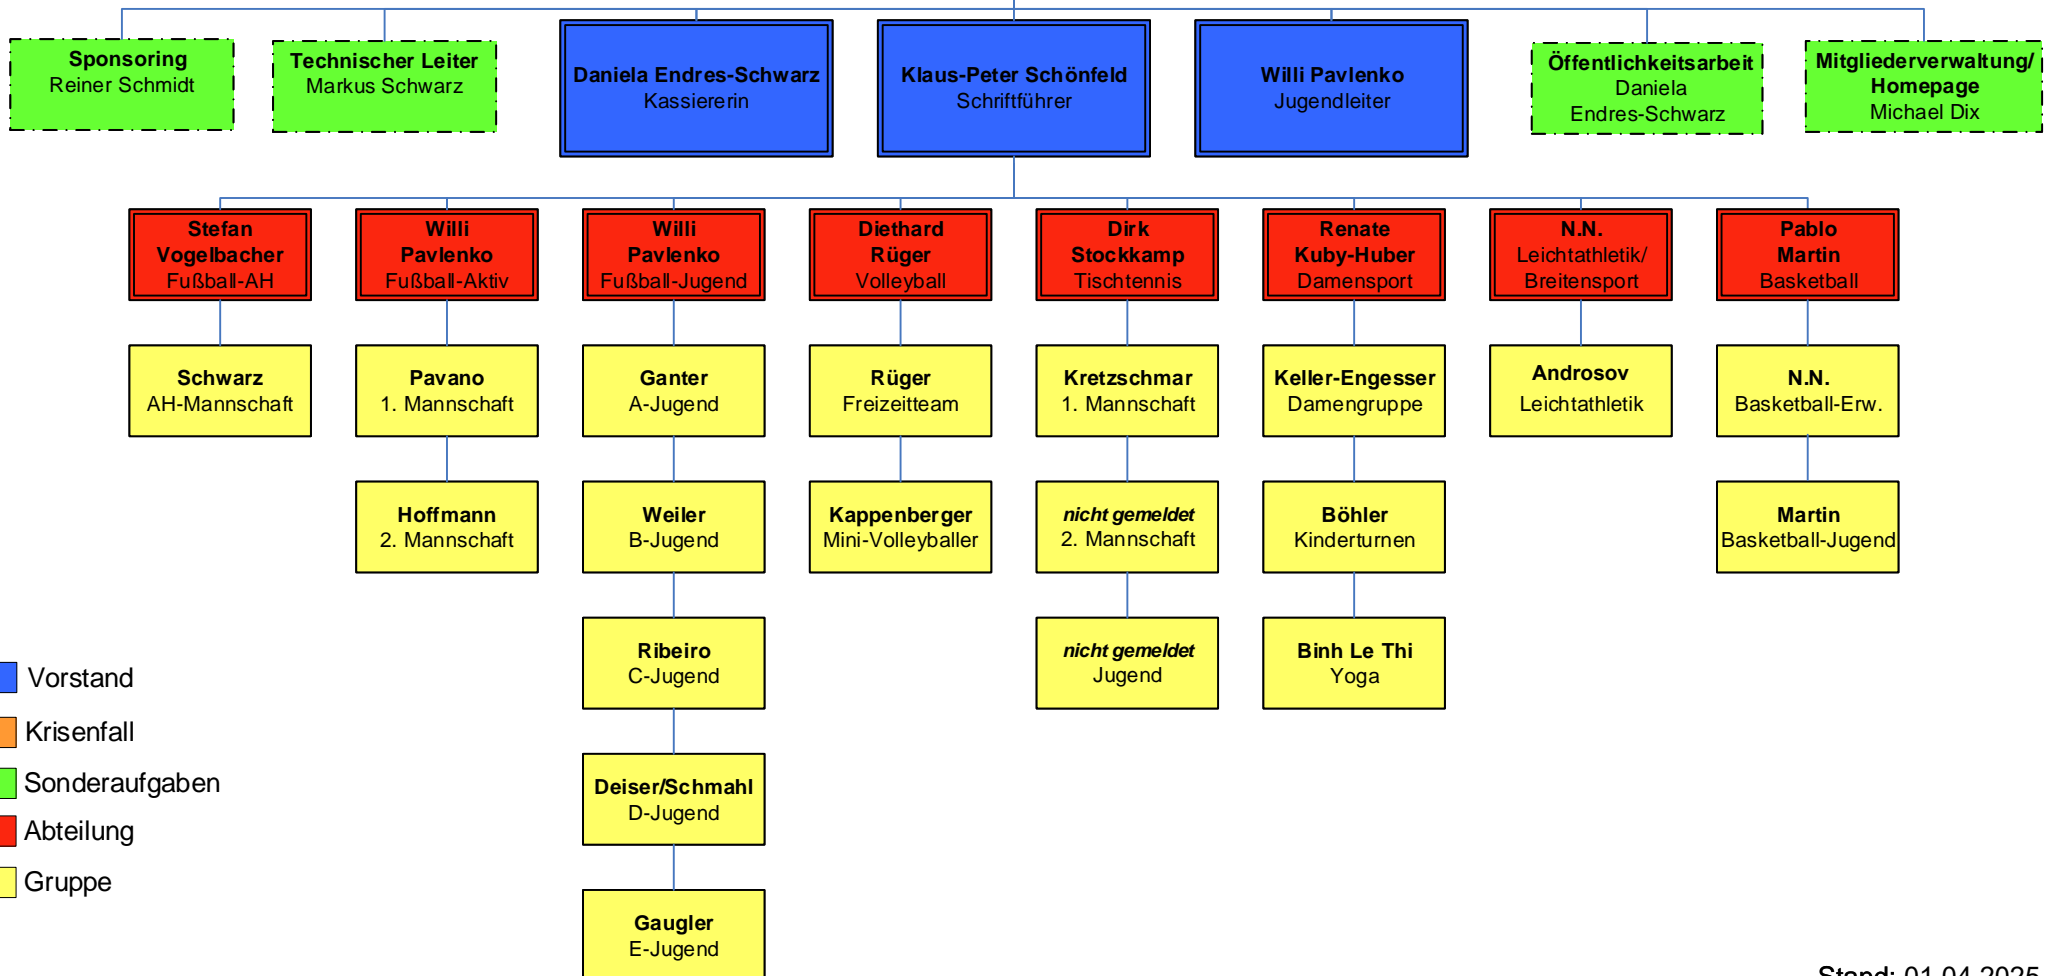 Sponsoring
Reiner Schmidt
Technischer Leiter
Markus Schwarz
Daniela Endres-Schwarz
Kassiererin
Klaus-Peter Schönfeld
Schriftführer
Willi Pavlenko
Jugendleiter
Öffentlichkeitsarbeit
Daniela
Endres-Schwarz
Mitgliederverwaltung/
Homepage
Michael Dix
Stefan
Vogelbacher
Fußball-AH
Willi
Pavlenko
Fußball-Aktiv
Willi
Pavlenko
Fußball-Jugend
Diethard
Rüger
Volleyball
Dirk
Stockkamp
Tischtennis
Renate
Kuby-Huber
Damensport
N.N.
Leichtathletik/
Breitensport
Pablo
Martin
Basketball
Schwarz
AH-Mannschaft
Pavano
1. Mannschaft
Ganter
A-Jugend
Rüger
Freizeitteam
Kretzschmar
1. Mannschaft
Keller-Engesser
Damengruppe
Androsov
Leichtathletik
N.N.
Basketball-Erw.
Hoffmann
2. Mannschaft
Weiler
B-Jugend
Kappenberger
Mini-Volleyballer
nicht gemeldet
2. Mannschaft
Böhler
Kinderturnen
Martin
Basketball-Jugend
Ribeiro
C-Jugend
nicht gemeldet
Jugend
Binh Le Thi
Yoga
Deiser/Schmahl
D-Jugend
Gaugler
E-Jugend
Vorstand
Krisenfall
Sonderaufgaben
Abteilung
Gruppe
Stand: 01.04.2025